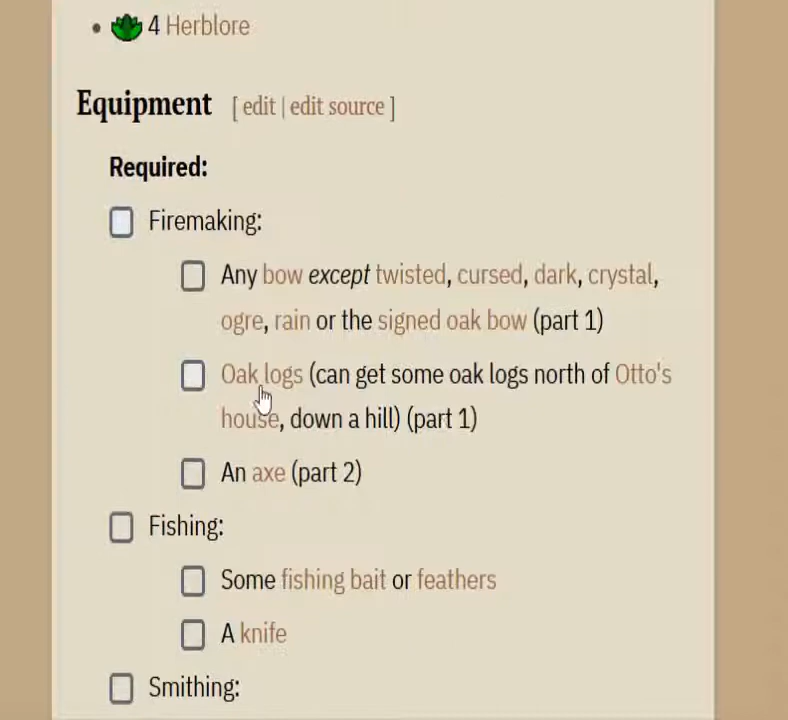 4 Herblore
Equipment [ edit | edit source ]
Required:
Firemaking:
Any bow except twisted, cursed, dark, crystal,
ogre, rain or the signed oak bow (part 1)
Oak logs (can get some oak logs north of Otto's
house, down a hill) (part 1)
An axe (part 2)
Fishing:
Some fishing bait or feathers
A knife
Smithing: